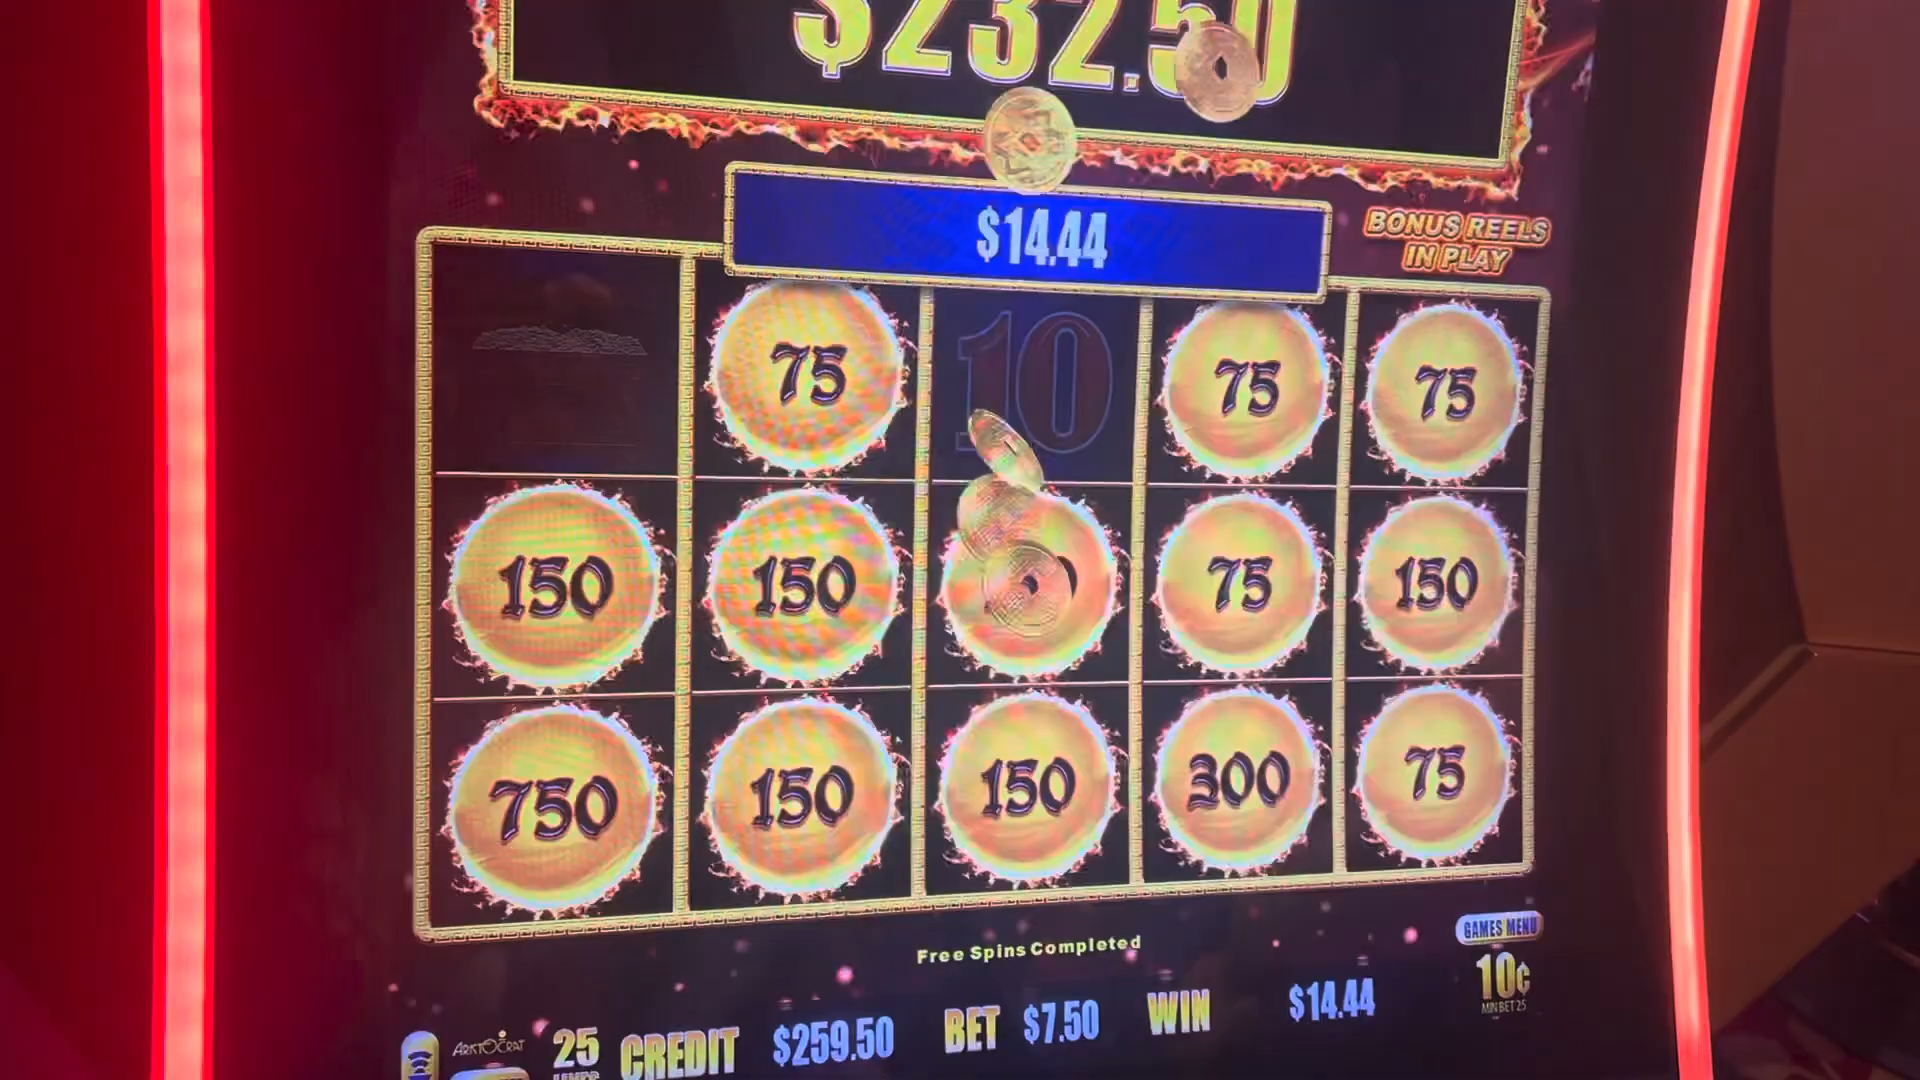 $232.50
$14.44
BONUS REELS
IN PLAY
75
10
75
75
150
150
75
150
750
150
150
300
75
Free Spins Completed
GAMES MENU
10¢
MIN BET 25
ARISTOCRAT
25
CREDIT $259.50 BET $7.50 WIN $14.44